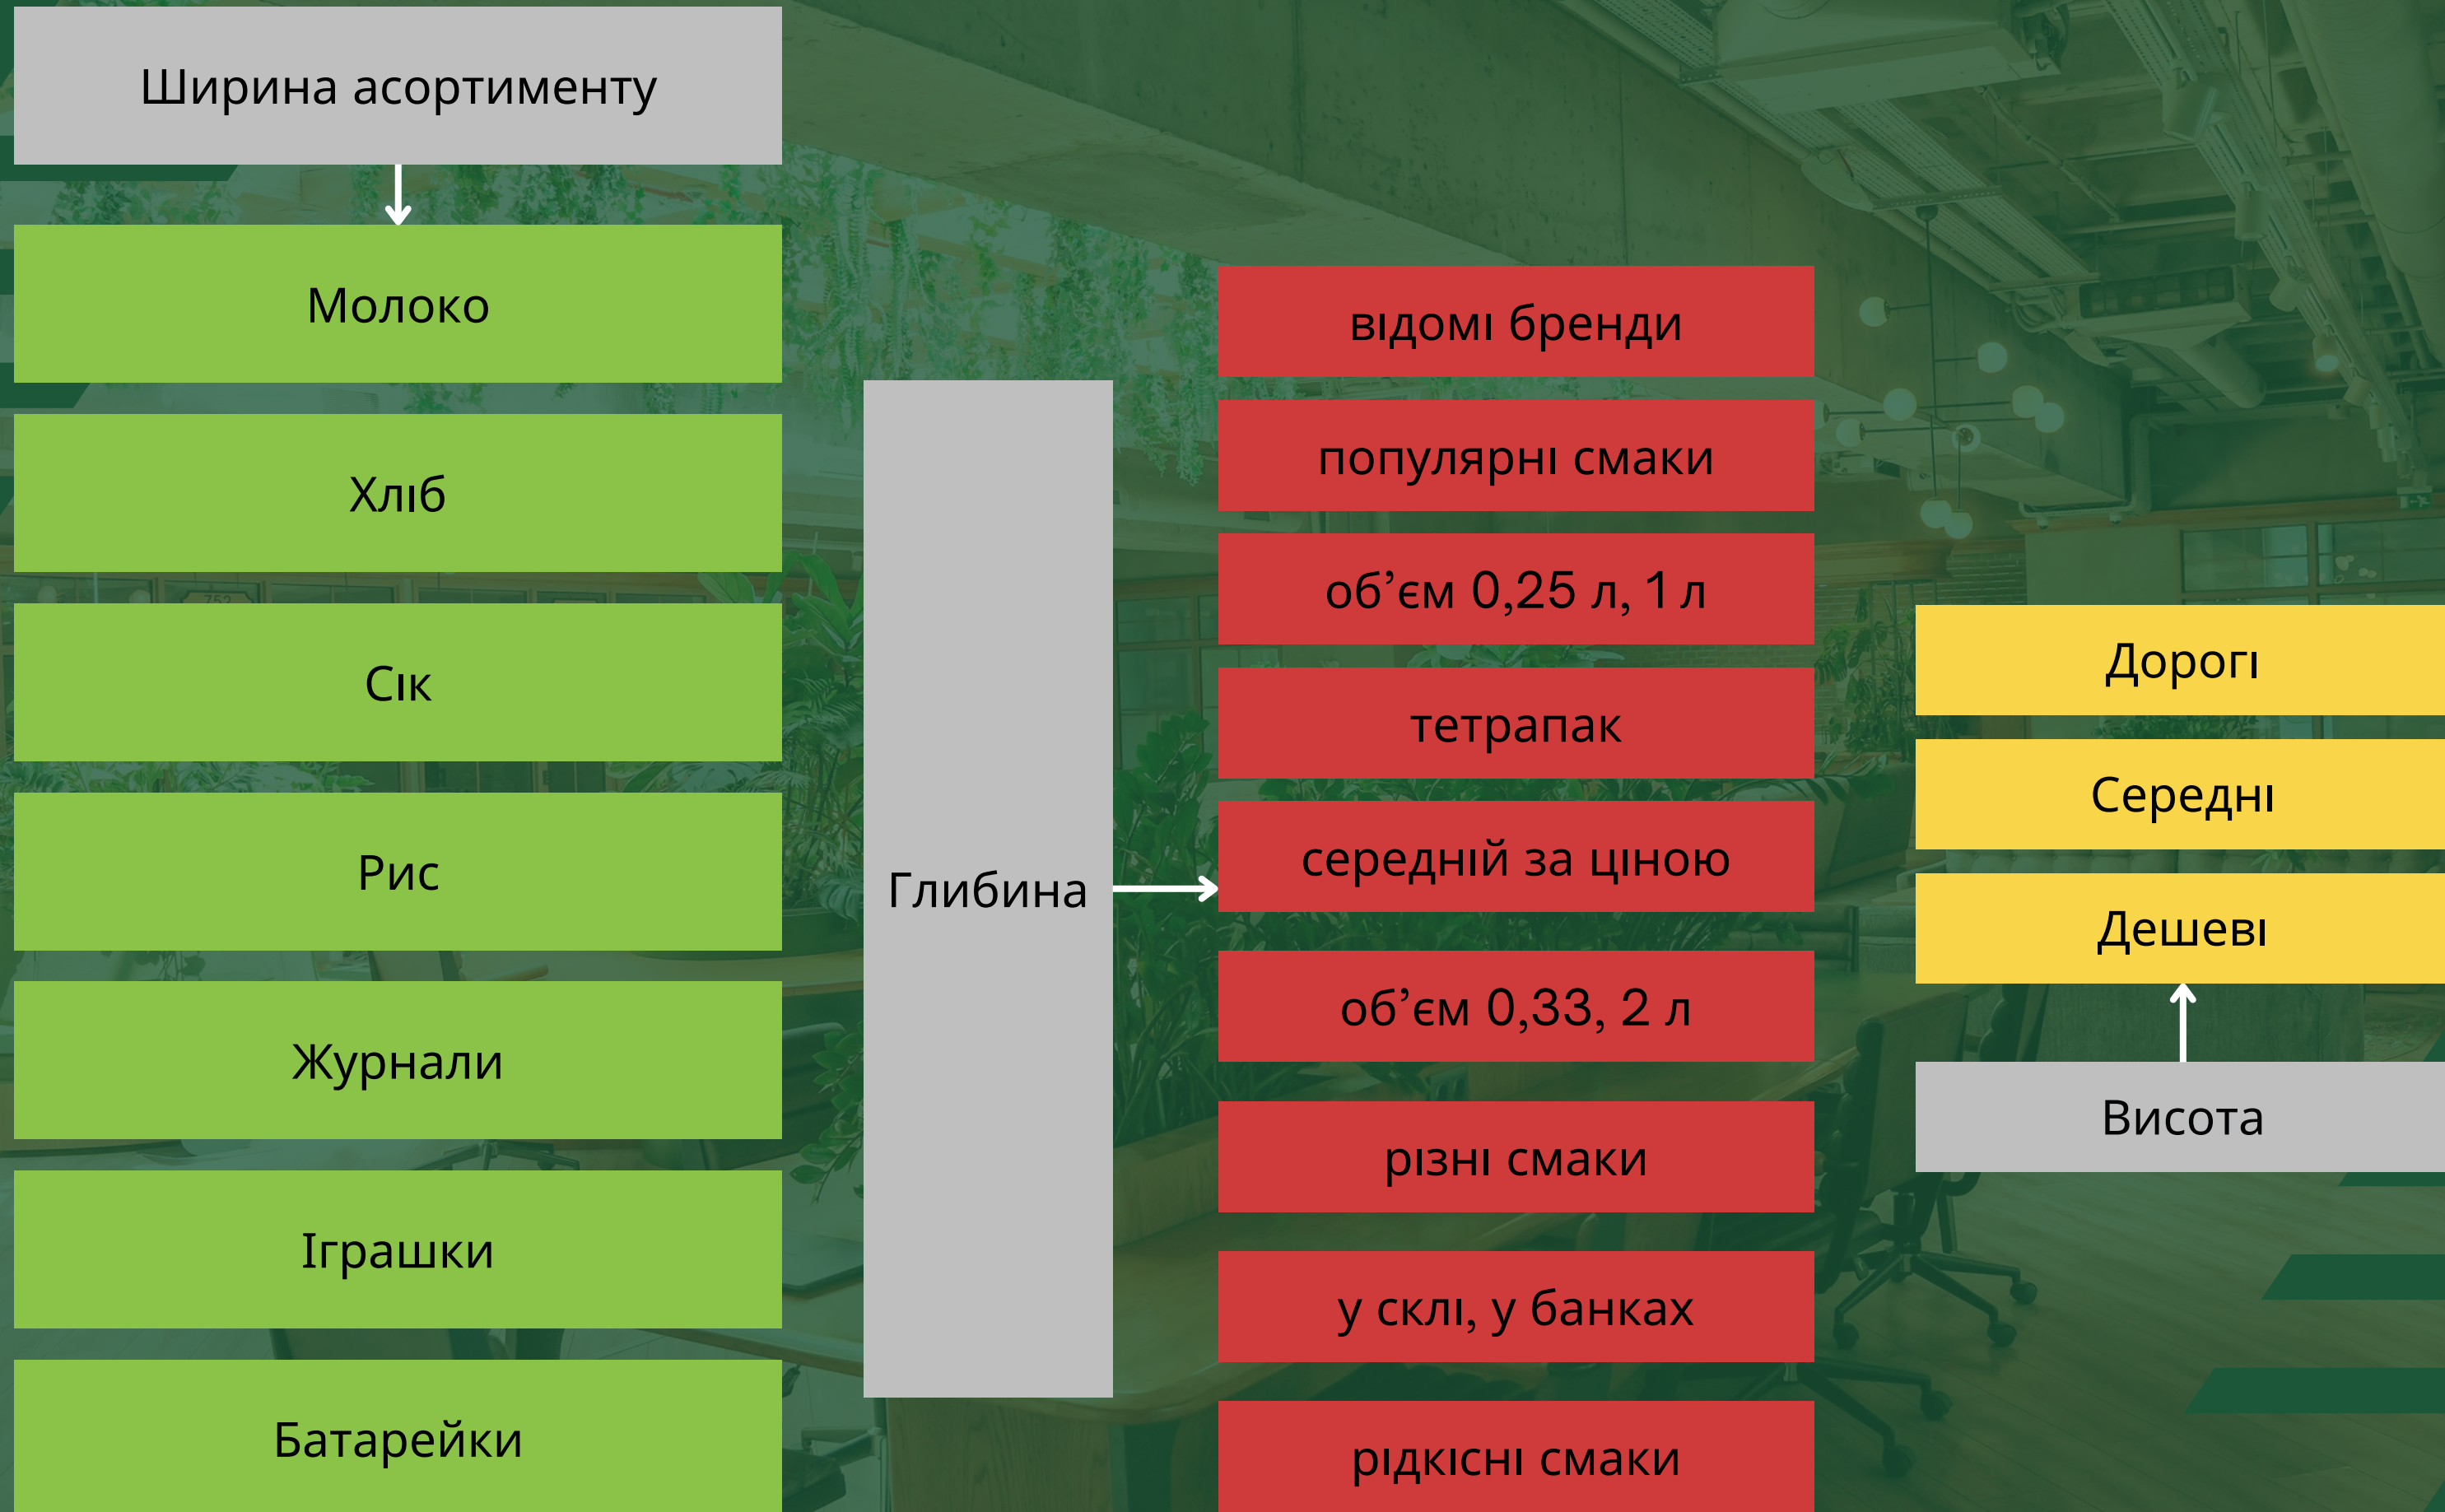 Ширина асортименту
Молоко
Хліб
Сік
Рис
Журнали
Іграшки
Батарейки
Глибина
відомі бренди
популярні смаки
об’єм 0,25 л, 1 л
тетрапак
середній за ціною
об’єм 0,33, 2 л
різні смаки
у склі, у банках
рідкісні смаки
Дорогі
Середні
Дешеві
Висота
752